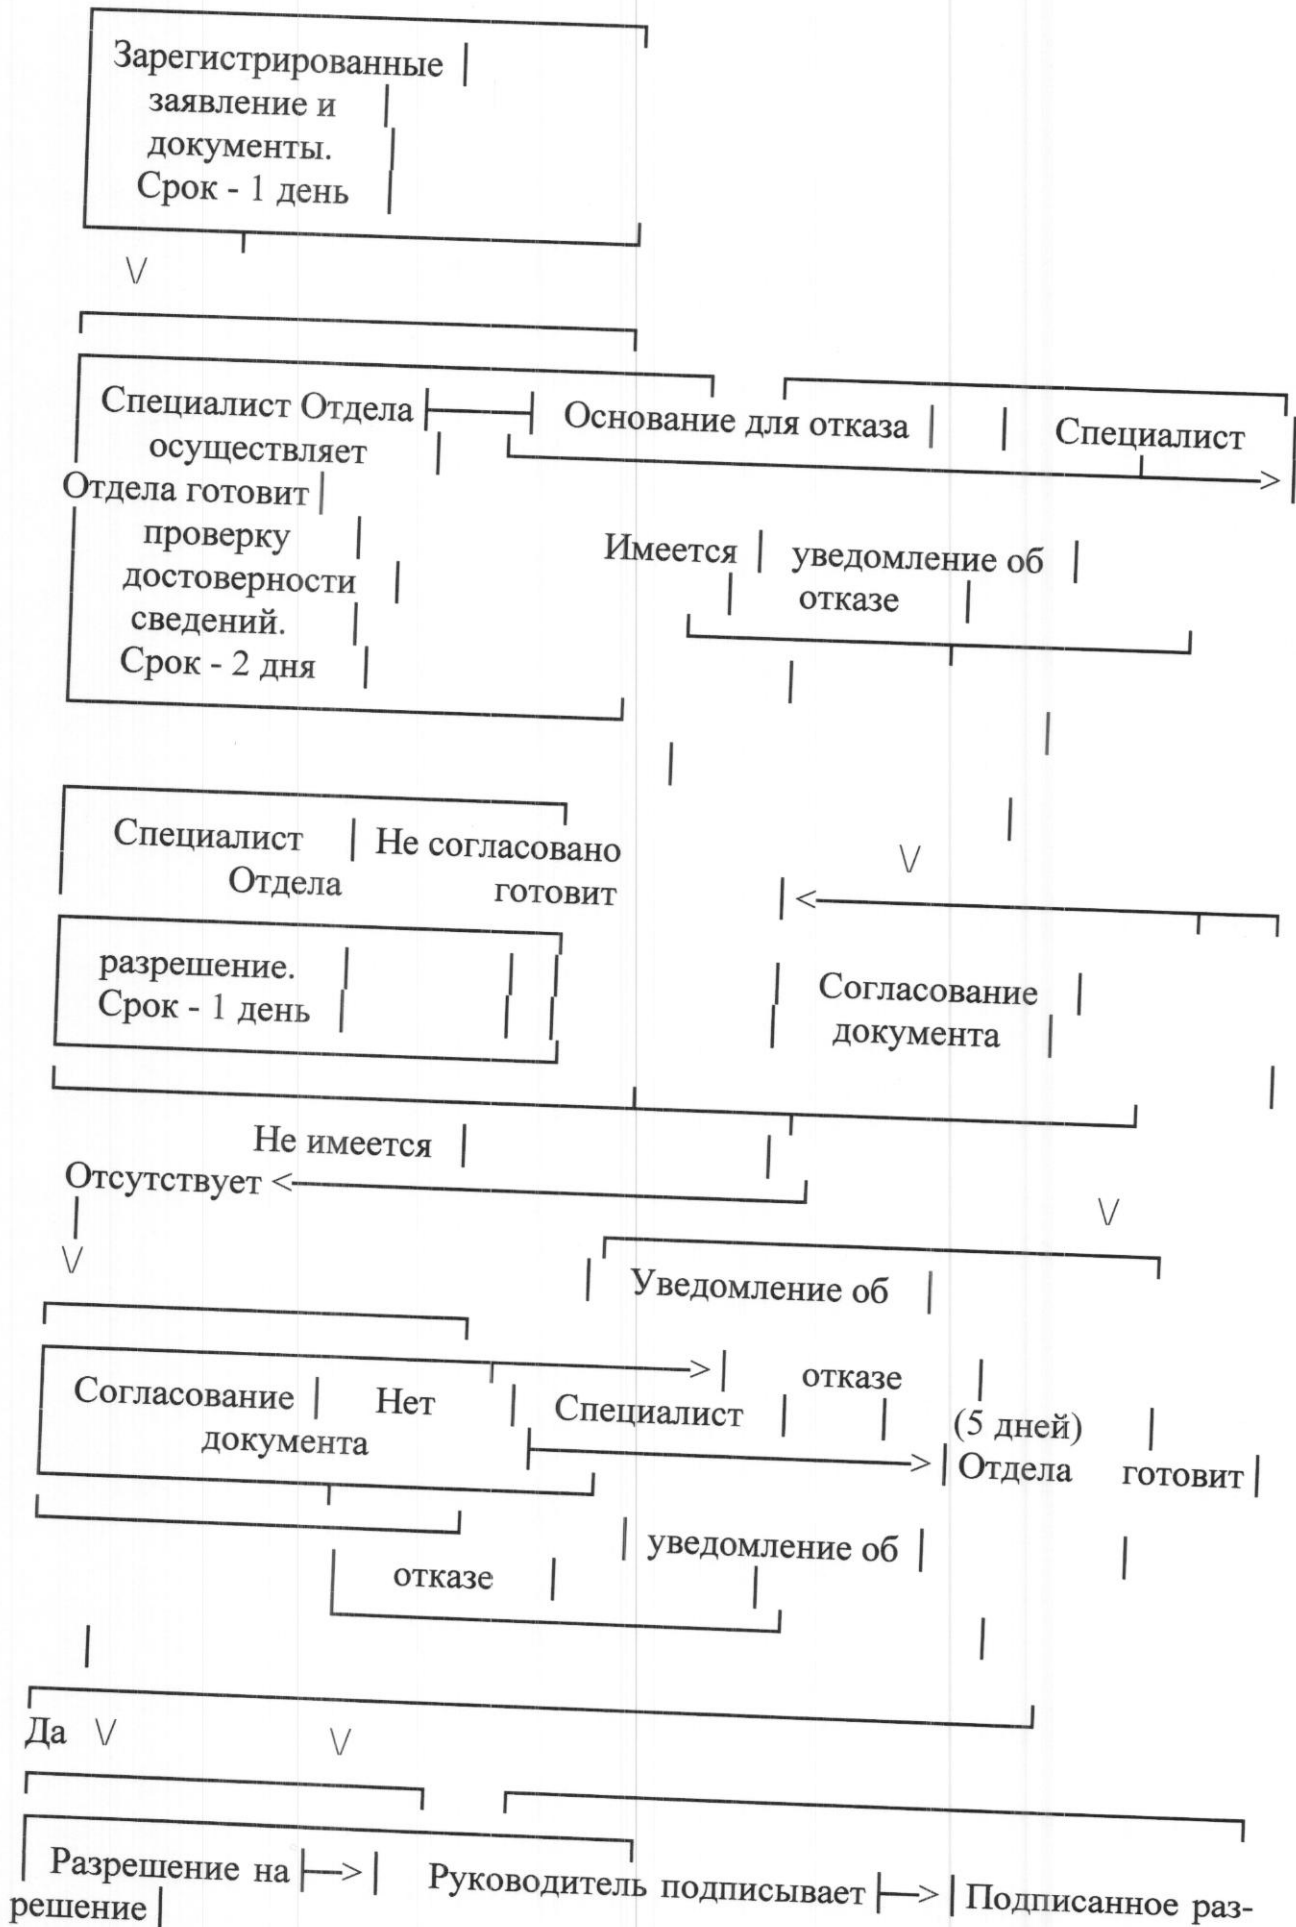 Зарегистрированные
заявление и
документы.
Срок - 1 день
Специалист Отдела Основание для отказа Специалист
осуществляет
Отдела готовит
проверку Имеется уведомление об
достоверности отказе
сведений.
Срок - 2 дня
Специалист Не согласовано
Отдела готовит
разрешение. Согласование
Срок - 1 день документа
Не имеется
Отсутствует
Уведомление об
отказе
Согласование Нет Специалист (5 дней)
документа Отдела готовит
уведомление об
отказе
Да
Разрешение на Руководитель подписывает Подписанное раз-
решение